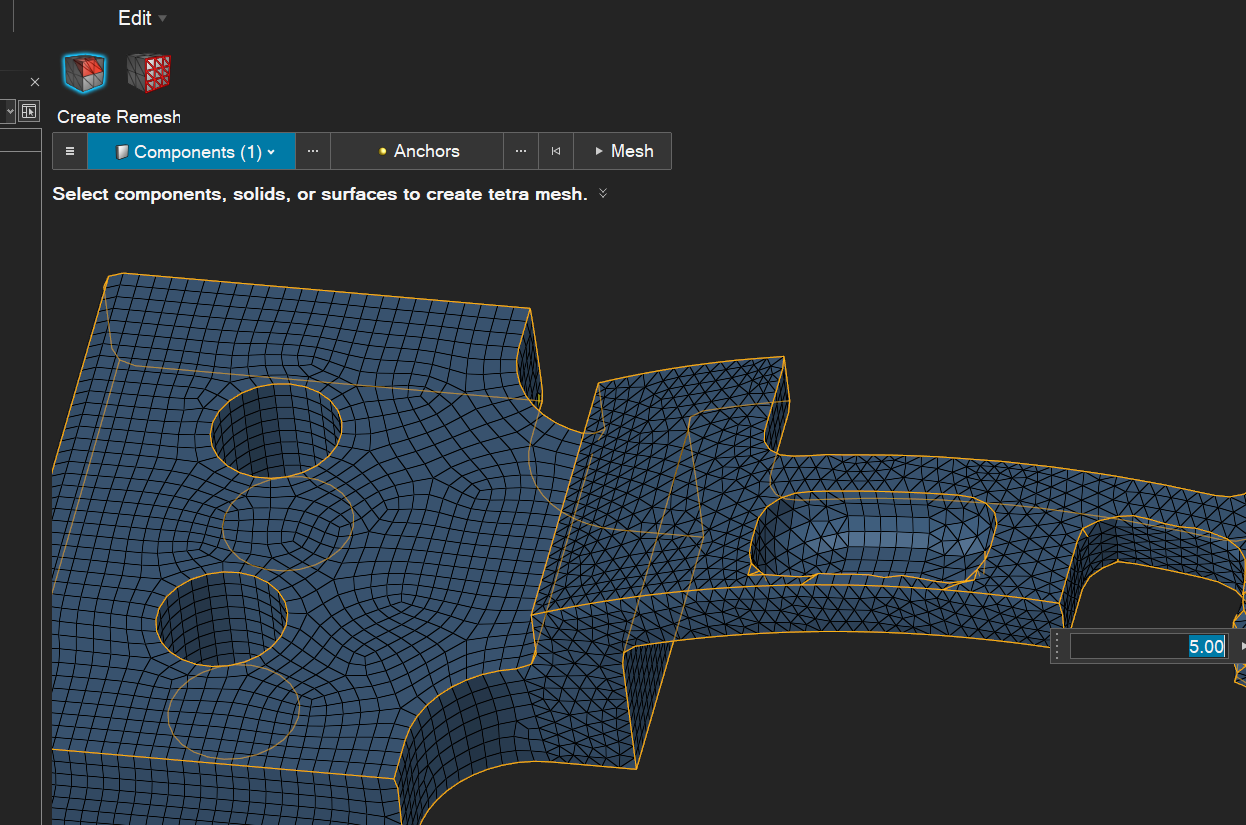 Edit
Create Remesh
Components (1) ... Anchors ... Mesh
Select components, solids, or surfaces to create tetra mesh.
5.00